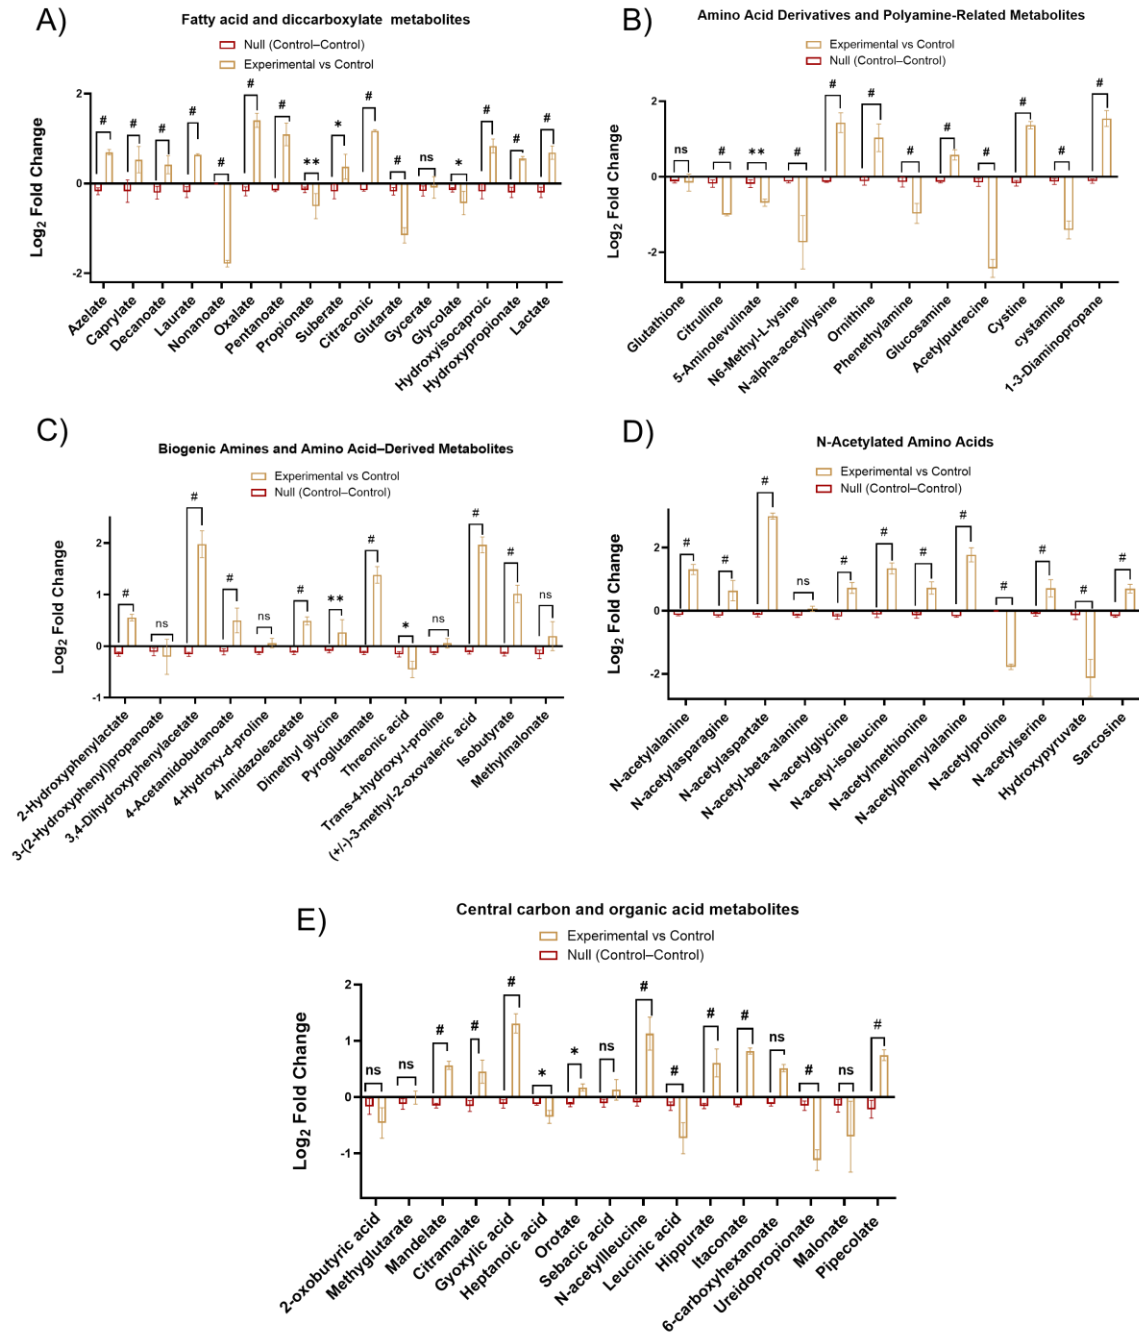 A)
Fatty acid and diccarboxylate metabolites
Null (Control–Control)
Experimental vs Control
Log2 Fold Change
2
0
-2
# # # # # # # ** * # # ns * # # #
Azelate
Caprylate
Decanoate
Laurate
Nonanoate
Oxalate
Pentanoate
Propionate
Suberate
Citraconic
Glutarate
Gycerate
Glycolate
Hydroxyisocaproic
Hydroxypropionate
Lactate
B)
Amino Acid Derivatives and Polyamine-Related Metabolites
Experimental vs Control
Null (Control–Control)
Log2 Fold Change
2
0
-2
ns # ** # # # # # # # # #
Glutathione
Citrulline
5-Aminolevulinate
N6-Methyl-L-lysine
N-alpha-acetyllysine
Ornithine
Phenethylamine
Glucosamine
Acetylputrecine
Cystine
cystamine
1-3-Diaminopropane
C)
Biogenic Amines and Amino Acid–Derived Metabolites
Experimental vs Control
Null (Control–Control)
Log2 Fold Change
2
1
0
-1
# ns # # ns # ** # * ns # # ns
2-Hydroxyphenylactate
3-(2-Hydroxyphenyl)propanoate
3,4-Dihydroxyphenylacetate
4-Acetamidobutanoate
4-Hydroxy-d-proline
4-Imidazoleacetate
Dimethyl glycine
Pyroglutamate
Threonic acid
Trans-4-hydroxy-l-proline
(+/-)-3-methyl-2-oxovaleric acid
Isobutyrate
Methylmalonate
D)
N-Acetylated Amino Acids
Experimental vs Control
Null (Control–Control)
Log2 Fold Change
2
0
-2
# # # ns # # # # # # # #
N-acetylalanine
N-acetylasparagine
N-acetylaspartate
N-acetyl-beta-alanine
N-acetylglycine
N-acetyl-isoleucine
N-acetylmethionine
N-acetylphenylalanine
N-acetylproline
N-acetylserine
Hydroxypyruvate
Sarcosine
E)
Central carbon and organic acid metabolites
Experimental vs Control
Null (Control–Control)
Log2 Fold Change
2
1
0
-1
ns ns # # # * * ns # # # # ns # ns #
2-oxobutyric acid
Methyglutarate
Mandelate
Citramalate
Gyoxylic acid
Heptanoic acid
Orotate
Sebacic acid
N-acetylleucine
Leucinic acid
Hippurate
Itaconate
6-carboxyhexanoate
Ureidopropionate
Malonate
Pipecolate